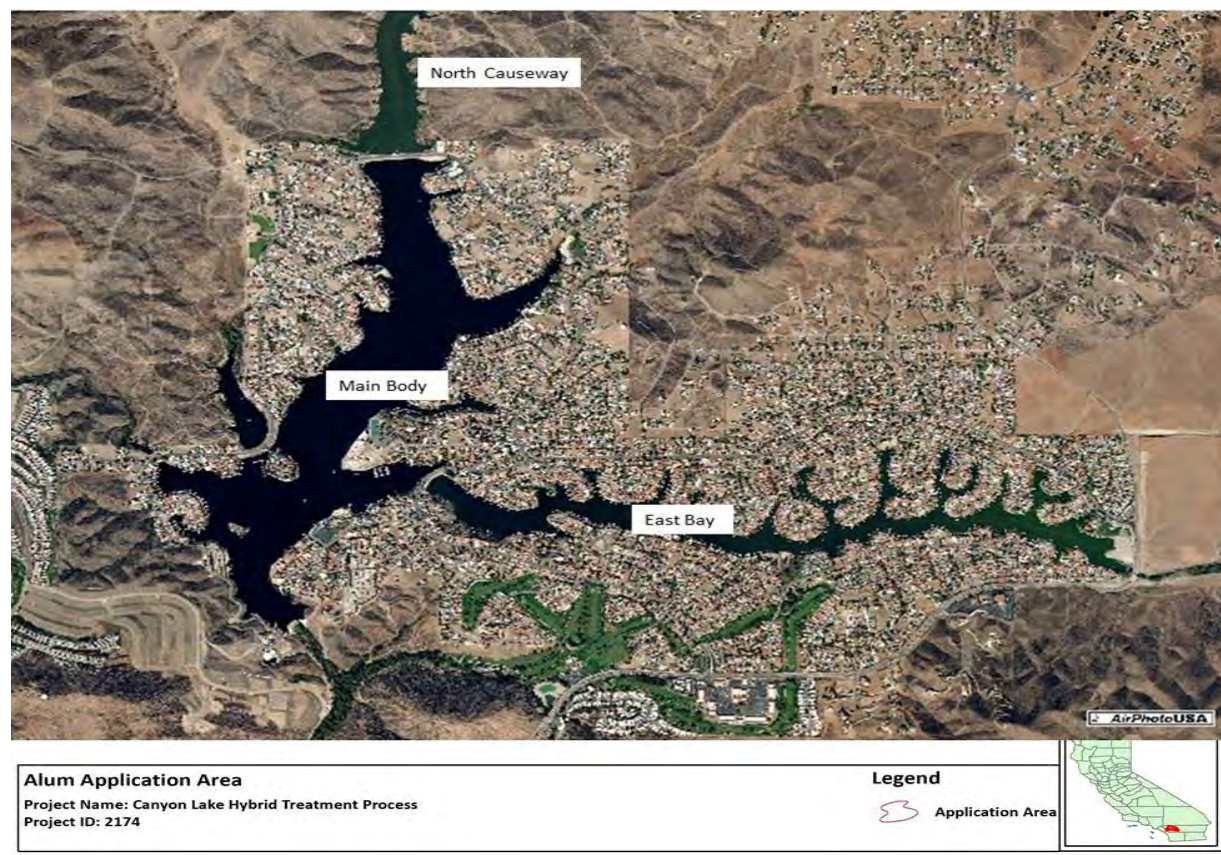 North Causeway
Main Body
East Bay
AirPhotoUSA
Alum Application Area
Project Name: Canyon Lake Hybrid Treatment Process
Project ID: 2174
Legend
Application Area